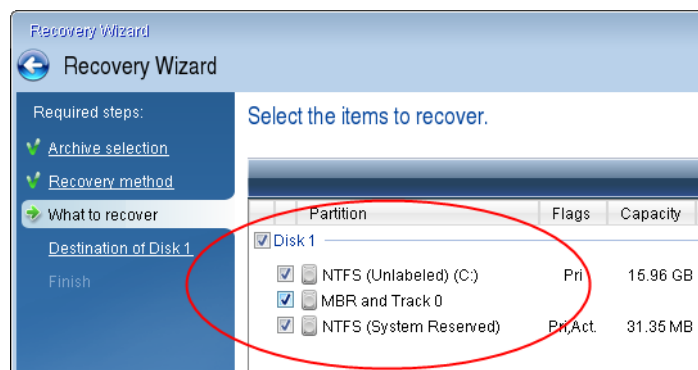 Recovery Wizard
Recovery Wizard
Required steps:
Archive selection
Recovery method
What to recover
Destination of Disk 1
Finish
Select the items to recover.
Partition Flags Capacity
Disk 1
NTFS (Unlabeled) (C:) Pri 15.96 GB
MBR and Track 0
NTFS (System Reserved) Pri,Act. 31.35 MB